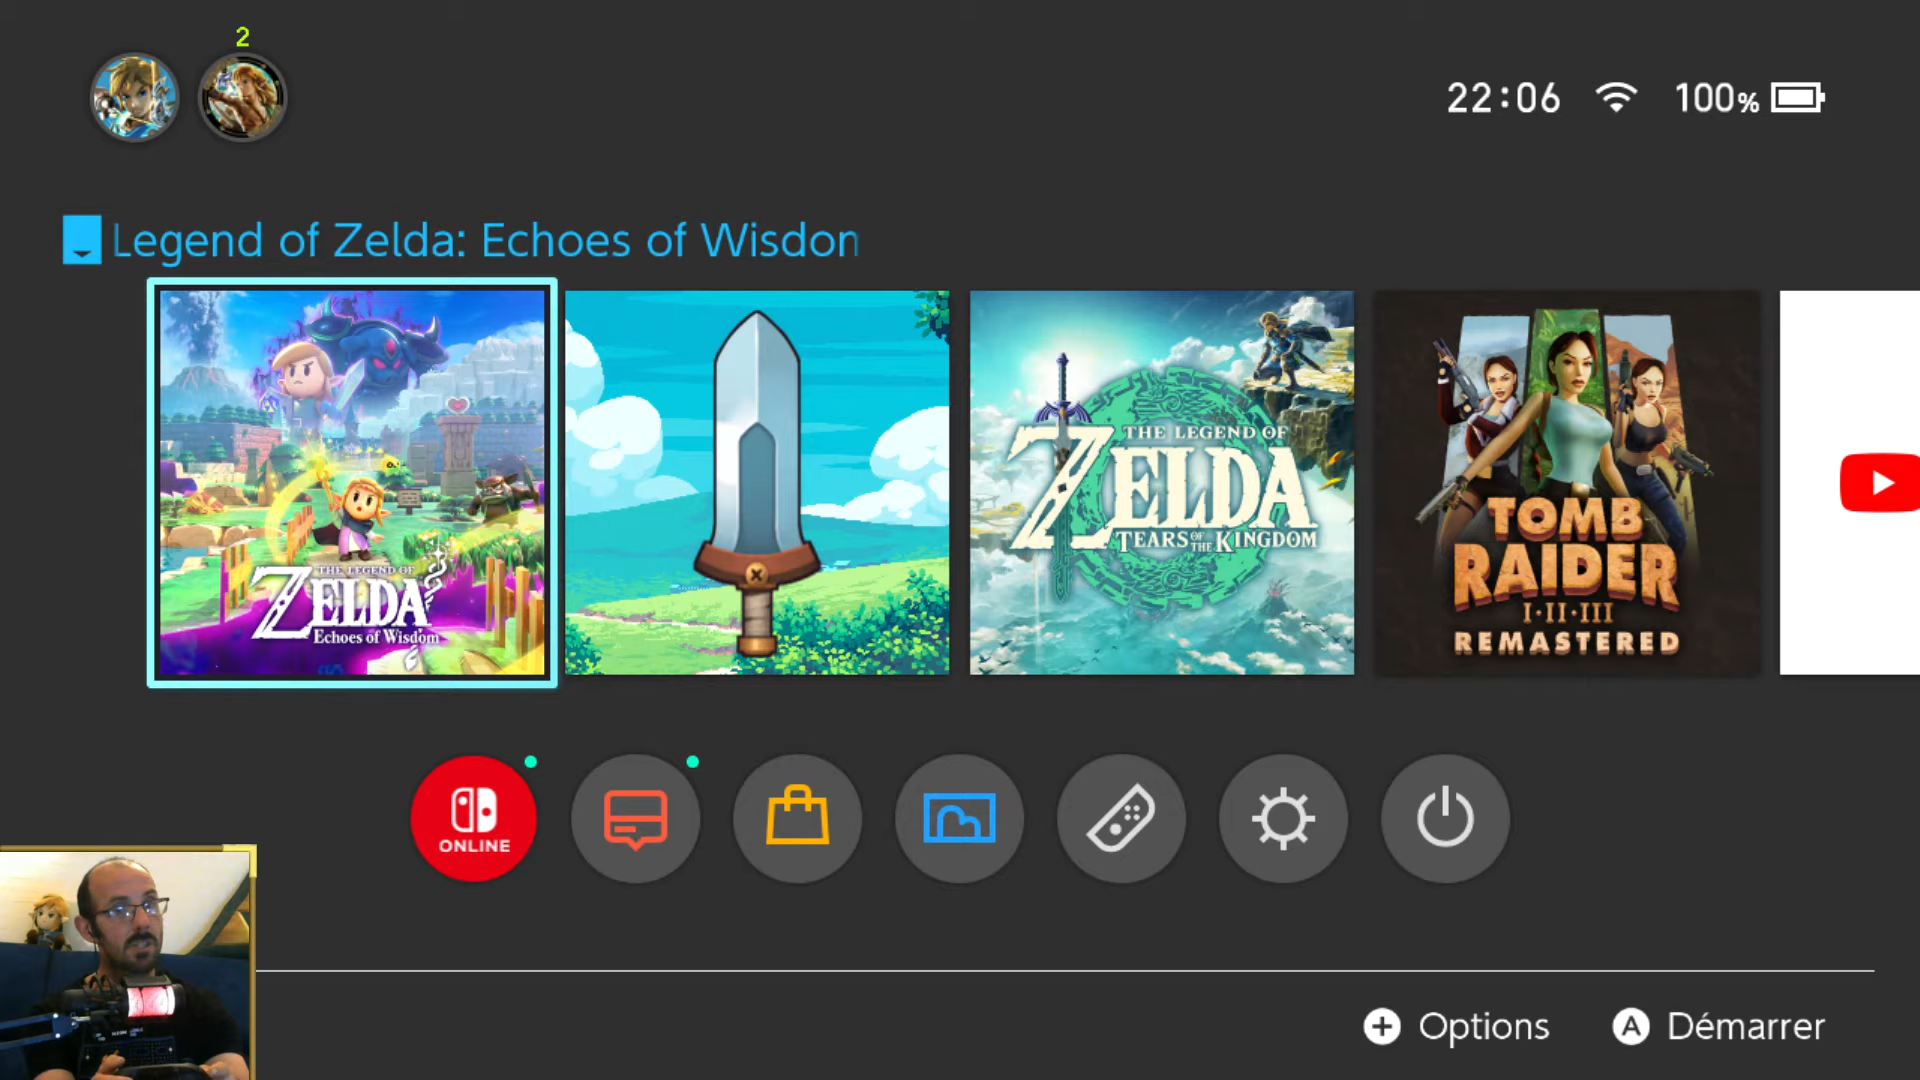 2
22:06
100%
Legend of Zelda: Echoes of Wisdom
THE LEGEND OF
ZELDA
Echoes of Wisdom
THE LEGEND OF
ZELDA
TEARS OF THE KINGDOM
TOMB
RAIDER
I·II·III
REMASTERED
ONLINE
+ Options
A Démarrer